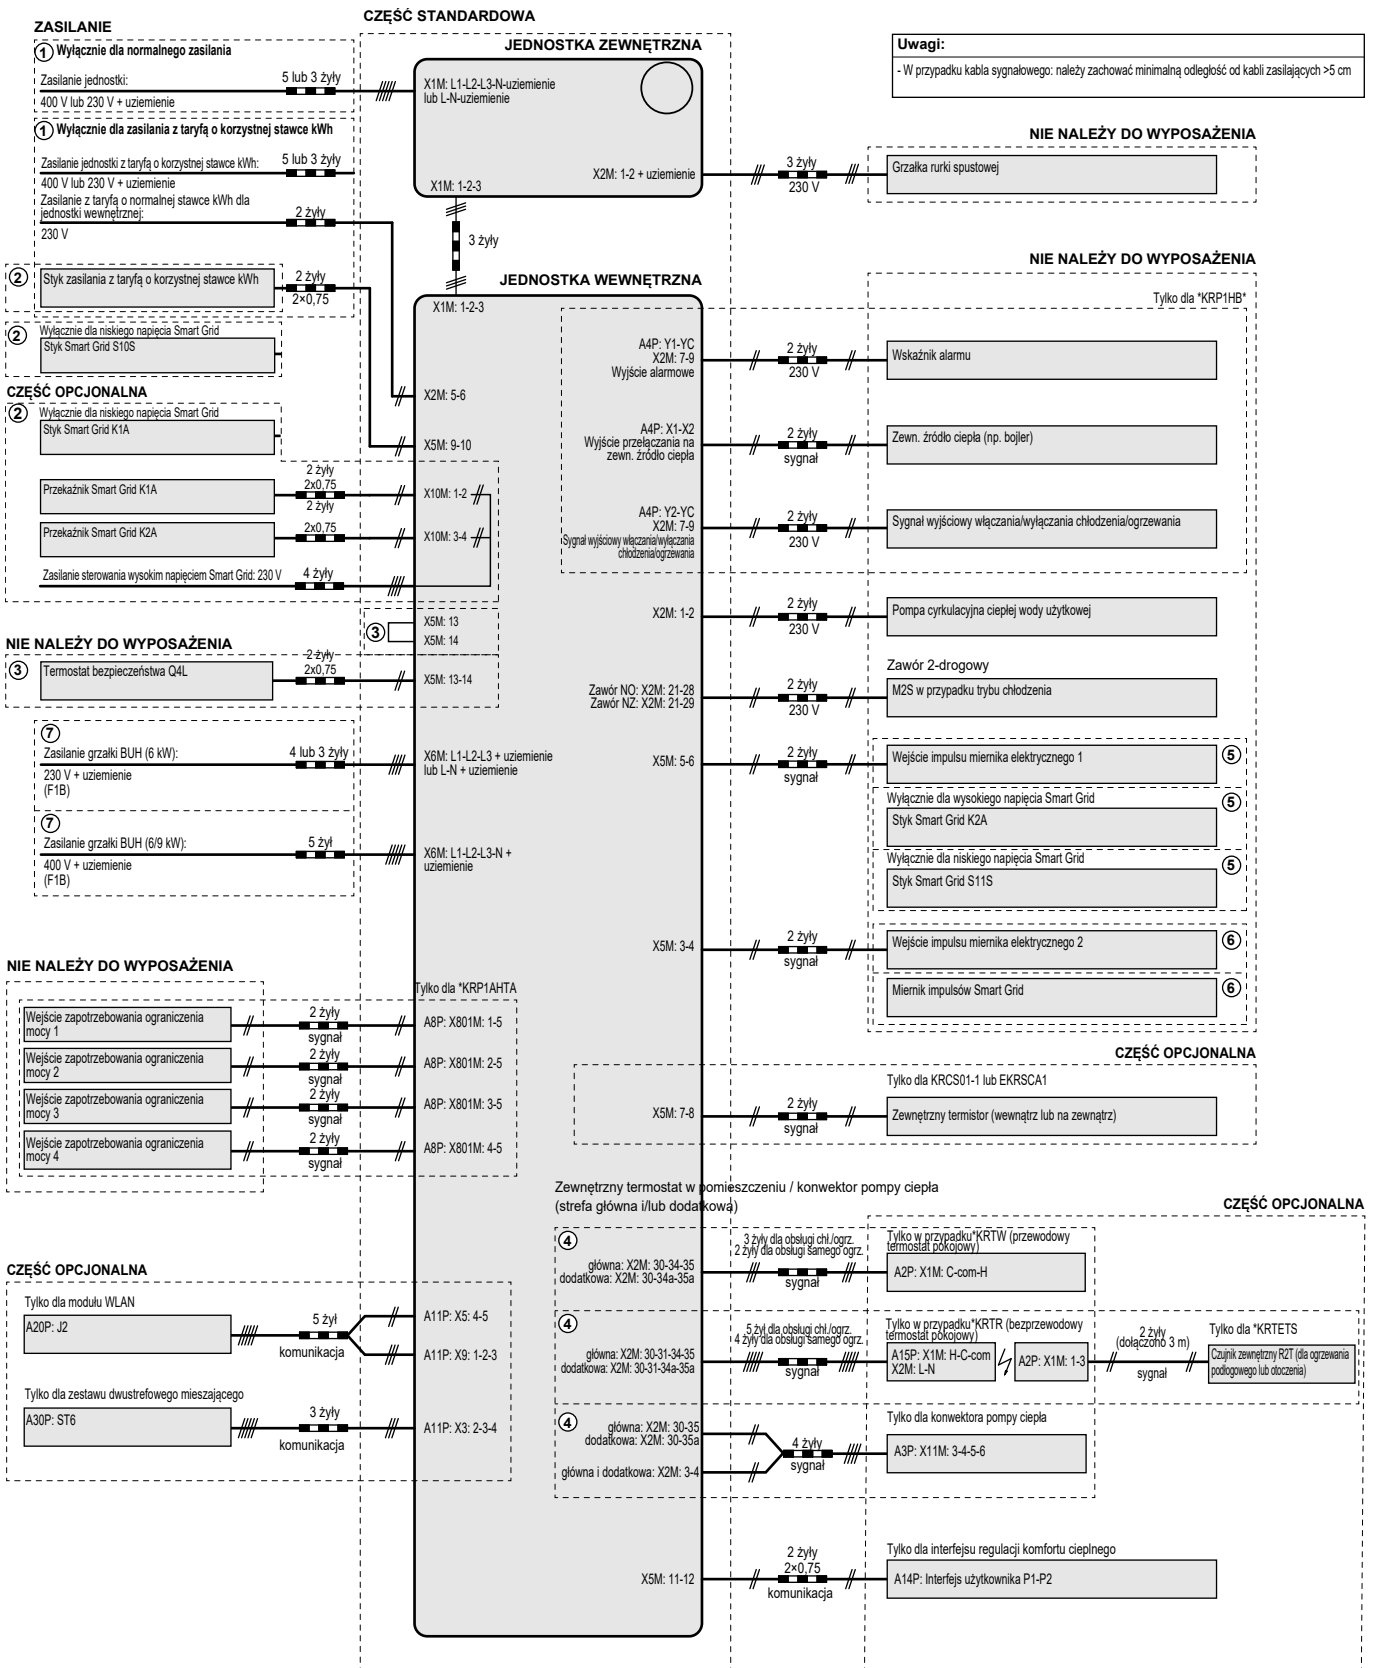 CZĘŚĆ STANDARDOWA
ZASILANIE
1 Wyłącznie dla normalnego zasilania
Zasilanie jednostki:
5 lub 3 żyły
400 V lub 230 V + uziemienie
1 Wyłącznie dla zasilania z taryfą o korzystnej stawce kWh
Zasilanie jednostki z taryfą o korzystnej stawce kWh:
5 lub 3 żyły
400 V lub 230 V + uziemienie
Zasilanie z taryfą o normalnej stawce kWh dla
jednostki wewnętrznej:
2 żyły
230 V
2
Styk zasilania z taryfą o korzystnej stawce kWh
2 żyły
2×0,75
2
Wyłącznie dla niskiego napięcia Smart Grid
Styk Smart Grid S10S
CZĘŚĆ OPCJONALNA
2
Wyłącznie dla niskiego napięcia Smart Grid
Styk Smart Grid K1A
Przekaźnik Smart Grid K1A
2 żyły
2x0,75
2 żyły
Przekaźnik Smart Grid K2A
2x0,75
Zasilanie sterowania wysokim napięciem Smart Grid: 230 V
4 żyły
NIE NALEŻY DO WYPOSAŻENIA
3
Termostat bezpieczeństwa Q4L
2 żyły
2x0,75
7
Zasilanie grzałki BUH (6 kW):
4 lub 3 żyły
230 V + uziemienie
(F1B)
7
Zasilanie grzałki BUH (6/9 kW):
5 żył
400 V + uziemienie
(F1B)
NIE NALEŻY DO WYPOSAŻENIA
Wejście zapotrzebowania ograniczenia
mocy 1
2 żyły
sygnał
Wejście zapotrzebowania ograniczenia
mocy 2
2 żyły
sygnał
Wejście zapotrzebowania ograniczenia
mocy 3
2 żyły
sygnał
Wejście zapotrzebowania ograniczenia
mocy 4
2 żyły
sygnał
CZĘŚĆ OPCJONALNA
Tylko dla modułu WLAN
A20P: J2
5 żył
komunikacja
Tylko dla zestawu dwustrefowego mieszającego
A30P: ST6
3 żyły
komunikacja
JEDNOSTKA ZEWNĘTRZNA
X1M: L1-L2-L3-N-uziemienie
lub L-N-uziemienie
X2M: 1-2 + uziemienie
X1M: 1-2-3
3 żyły
JEDNOSTKA WEWNĘTRZNA
X1M: 1-2-3
X2M: 5-6
X5M: 9-10
X10M: 1-2
X10M: 3-4
3
X5M: 13
X5M: 14
X5M: 13-14
X6M: L1-L2-L3 + uziemienie
lub L-N + uziemienie
X6M: L1-L2-L3-N +
uziemienie
Tylko dla *KRP1AHTA
A8P: X801M: 1-5
A8P: X801M: 2-5
A8P: X801M: 3-5
A8P: X801M: 4-5
A11P: X5: 4-5
A11P: X9: 1-2-3
A11P: X3: 2-3-4
Uwagi:
- W przypadku kabla sygnałowego: należy zachować minimalną odległość od kabli zasilających >5 cm
NIE NALEŻY DO WYPOSAŻENIA
3 żyły
230 V
Grzałka rurki spustowej
NIE NALEŻY DO WYPOSAŻENIA
Tylko dla *KRP1HB*
A4P: Y1-YC
X2M: 7-9
Wyjście alarmowe
2 żyły
230 V
Wskaźnik alarmu
A4P: X1-X2
Wyjście przełączania na
zewn. źródło ciepła
2 żyły
sygnał
Zewn. źródło ciepła (np. bojler)
A4P: Y2-YC
X2M: 7-9
Sygnał wyjściowy włączania/wyłączania
chłodzenia/ogrzewania
2 żyły
230 V
Sygnał wyjściowy włączania/wyłączania chłodzenia/ogrzewania
X2M: 1-2
2 żyły
230 V
Pompa cyrkulacyjna ciepłej wody użytkowej
Zawór 2-drogowy
Zawór NO: X2M: 21-28
Zawór NZ: X2M: 21-29
2 żyły
230 V
M2S w przypadku trybu chłodzenia
X5M: 5-6
2 żyły
sygnał
Wejście impulsu miernika elektrycznego 1
5
Wyłącznie dla wysokiego napięcia Smart Grid
5
Styk Smart Grid K2A
Wyłącznie dla niskiego napięcia Smart Grid
5
Styk Smart Grid S11S
X5M: 3-4
2 żyły
sygnał
Wejście impulsu miernika elektrycznego 2
6
Miernik impulsów Smart Grid
6
CZĘŚĆ OPCJONALNA
Tylko dla KRCS01-1 lub EKRSCA1
X5M: 7-8
2 żyły
sygnał
Zewnętrzny termistor (wewnątrz lub na zewnątrz)
Zewnętrzny termostat w pomieszczeniu / konwektor pompy ciepła
(strefa główna i/lub dodatkowa)
CZĘŚĆ OPCJONALNA
4
główna: X2M: 30-34-35
dodatkowa: X2M: 30-34a-35a
3 żyły dla obsługi chł./ogrz.
2 żyły dla obsługi samego ogrz.
sygnał
Tylko w przypadku*KRTW (przewodowy
termostat pokojowy)
A2P: X1M: C-com-H
4
główna: X2M: 30-31-34-35
dodatkowa: X2M: 30-31-34a-35a
5 żył dla obsługi chł./ogrz.
4 żyły dla obsługi samego ogrz.
sygnał
Tylko w przypadku*KRTR (bezprzewodowy
termostat pokojowy)
A15P: X1M: H-C-com
X2M: L-N
A2P: X1M: 1-3
2 żyły
(dołączono 3 m)
sygnał
Tylko dla *KRTETS
Czujnik zewnętrzny R2T (dla ogrzewania
podłogowego lub otoczenia)
4
główna: X2M: 30-35
dodatkowa: X2M: 30-35a
główna i dodatkowa: X2M: 3-4
4 żyły
sygnał
Tylko dla konwektora pompy ciepła
A3P: X11M: 3-4-5-6
X5M: 11-12
2 żyły
2×0,75
komunikacja
Tylko dla interfejsu regulacji komfortu cieplnego
A14P: Interfejs użytkownika P1-P2